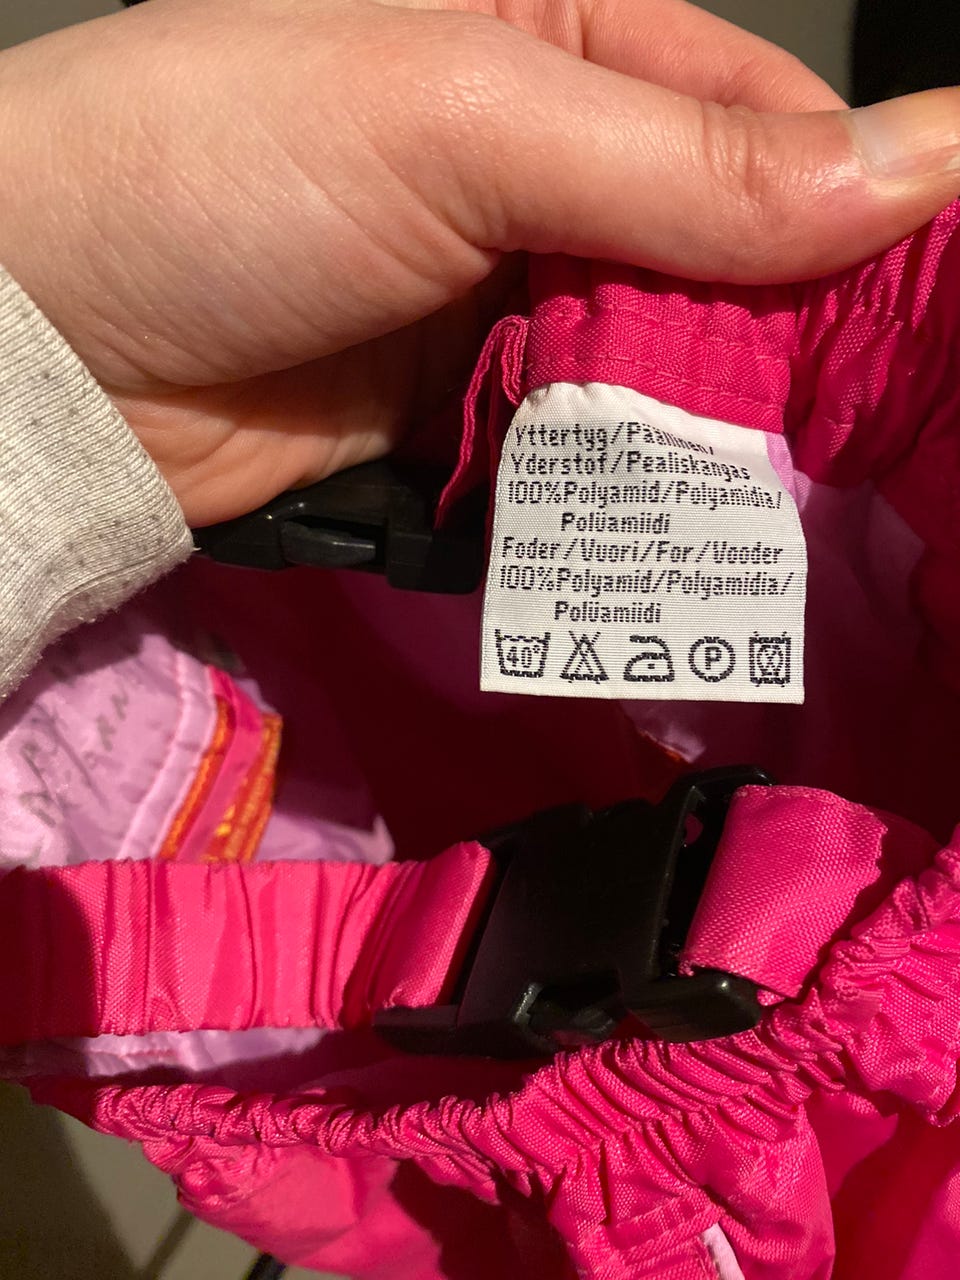 Yttertyg/Päällinen/
Yderstof/Pealiskangas
100%Polyamid/Polyamidia/
Polüamiidi
Foder/Vuori/For/Vooder
100%Polyamid/Polyamidia/
Polüamiidi
40° P